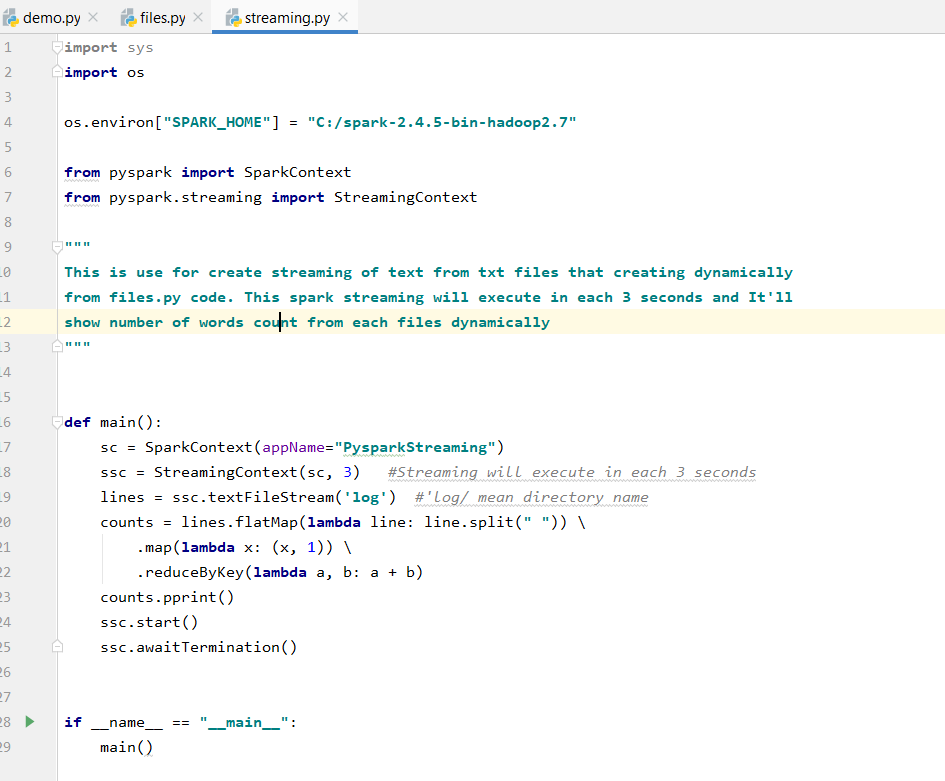 demo.py files.py streaming.py
1 import sys
2 import os
3
4 os.environ["SPARK_HOME"] = "C:/spark-2.4.5-bin-hadoop2.7"
5
6 from pyspark import SparkContext
7 from pyspark.streaming import StreamingContext
8
9 """
10 This is use for create streaming of text from txt files that creating dynamically
11 from files.py code. This spark streaming will execute in each 3 seconds and It'll
12 show number of words count from each files dynamically
13 """
14
15
16 def main():
17     sc = SparkContext(appName="PysparkStreaming")
18     ssc = StreamingContext(sc, 3)   #Streaming will execute in each 3 seconds
19     lines = ssc.textFileStream('log')  #'log/ mean directory name
20     counts = lines.flatMap(lambda line: line.split(" ")) \
21         .map(lambda x: (x, 1)) \
22         .reduceByKey(lambda a, b: a + b)
23     counts.pprint()
24     ssc.start()
25     ssc.awaitTermination()
26
27
28 if __name__ == "__main__":
29     main()